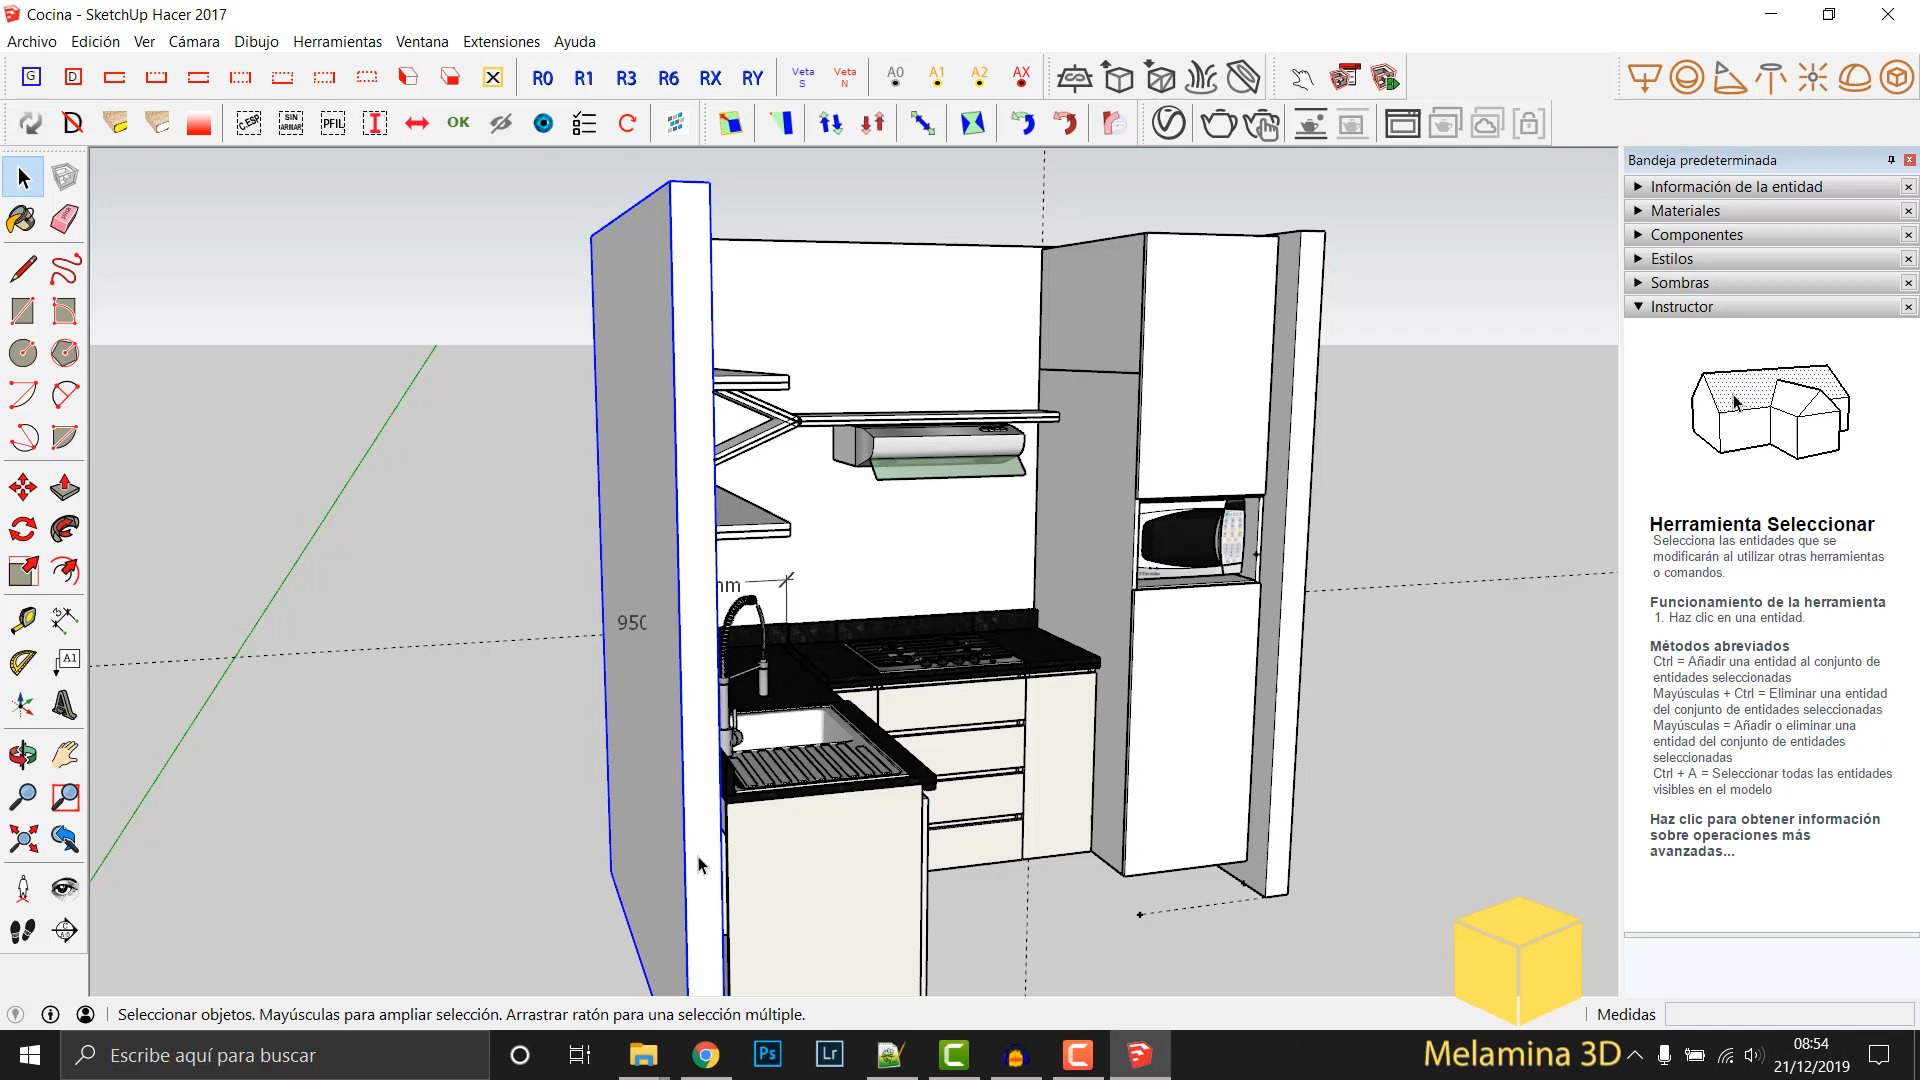 Cocina - SketchUp Hacer 2017
Archivo Edición Ver Cámara Dibujo Herramientas Ventana Extensiones Ayuda
G D R0 R1 R3 R6 RX RY Veta S Veta N A0 A1 A2 AX
D C.ESP SIN ARMAR PFIL OK
Bandeja predeterminada
Información de la entidad
Materiales
Componentes
Estilos
Sombras
Instructor
950
A1
Herramienta Seleccionar
Selecciona las entidades que se
modificarán al utilizar otras herramientas
o comandos.
Funcionamiento de la herramienta
1. Haz clic en una entidad.
Métodos abreviados
Ctrl = Añadir una entidad al conjunto de
entidades seleccionadas
Mayúsculas + Ctrl = Eliminar una entidad
del conjunto de entidades seleccionadas
Mayúsculas = Añadir o eliminar una
entidad del conjunto de entidades
seleccionadas
Ctrl + A = Seleccionar todas las entidades
visibles en el modelo
Haz clic para obtener información
sobre operaciones más
avanzadas...
Seleccionar objetos. Mayúsculas para ampliar selección. Arrastrar ratón para una selección múltiple.
Medidas
Escribe aquí para buscar
Ps
Lr
Melamina 3D
08:54
21/12/2019